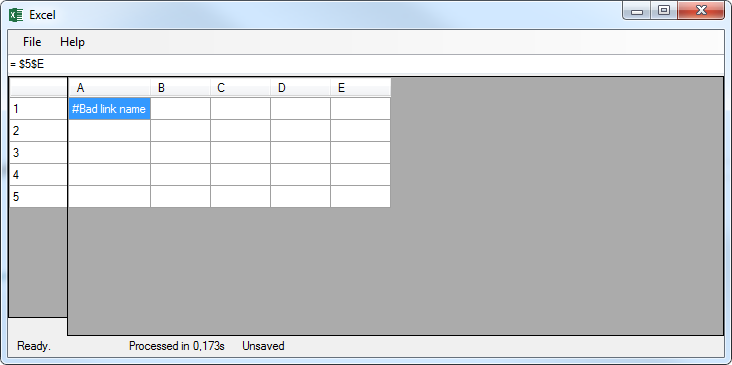 Excel
File Help
= $5$E
A B C D E
1 #Bad link name
2
3
4
5
Ready. Processed in 0,173s Unsaved